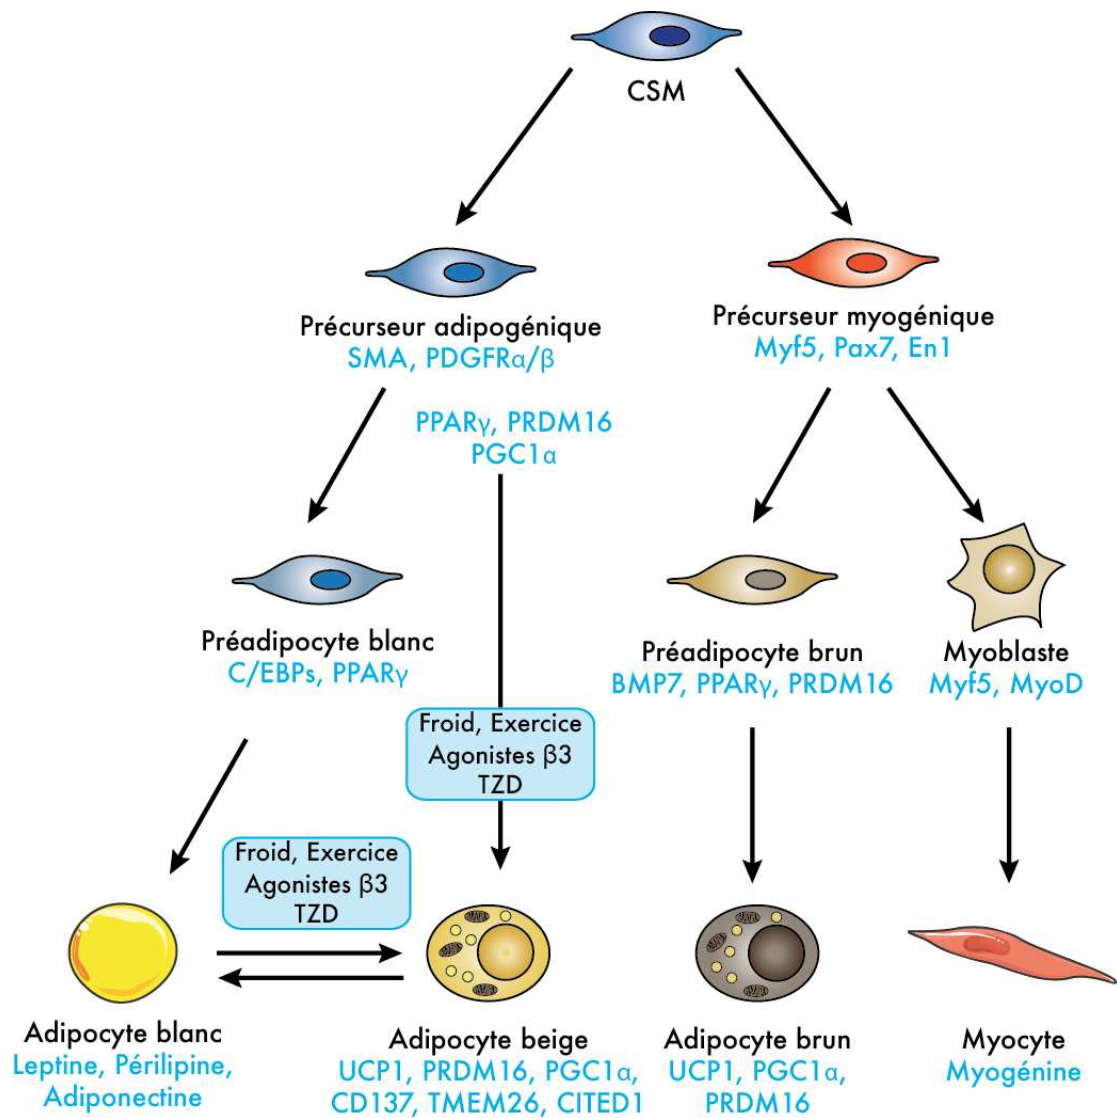 CSM
Précurseur adipogénique
SMA, PDGFRα/β
Précurseur myogénique
Myf5, Pax7, En1
PPARγ, PRDM16
PGC1α
Préadipocyte blanc
C/EBPs, PPARγ
Préadipocyte brun
BMP7, PPARγ, PRDM16
Myoblaste
Myf5, MyoD
Froid, Exercice
Agonistes β3
TZD
Froid, Exercice
Agonistes β3
TZD
Adipocyte blanc
Leptine, Périlipine,
Adiponectine
Adipocyte beige
UCP1, PRDM16, PGC1α,
CD137, TMEM26, CITED1
Adipocyte brun
UCP1, PGC1α,
PRDM16
Myocyte
Myogénine